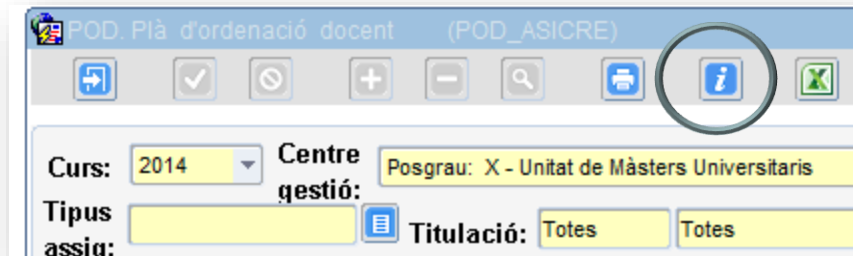 POD. Plà d'ordenació docent (POD_ASICRE)
i
Curs: 2014 Centre gestió: Posgrau: X - Unitat de Màsters Universitaris
Tipus assig: Titulació: Totes Totes